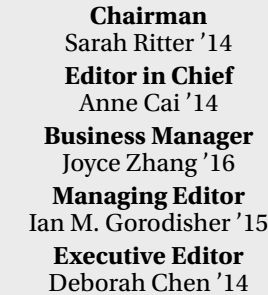 Chairman
Sarah Ritter ’14
Editor in Chief
Anne Cai ’14
Business Manager
Joyce Zhang ’16
Managing Editor
Ian M. Gorodisher ’15
Executive Editor
Deborah Chen ’14